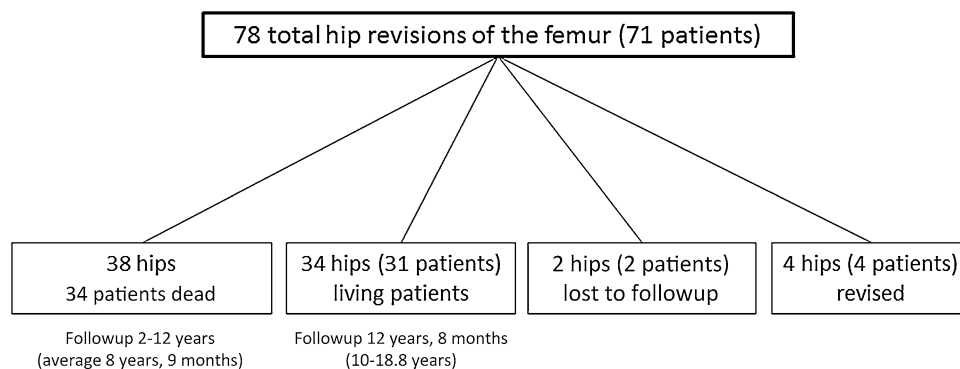 78 total hip revisions of the femur (71 patients)
38 hips
34 patients dead
34 hips (31 patients)
living patients
2 hips (2 patients)
lost to followup
4 hips (4 patients)
revised
Followup 2-12 years
(average 8 years, 9 months)
Followup 12 years, 8 months
(10-18.8 years)